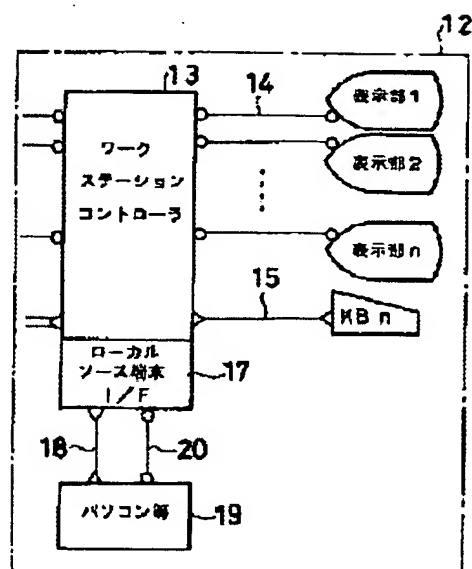 12
13
14
表示部1
ワーク
ステーション
コントローラ
表示部2
表示部n
15
KB n
ローカル
ソース端末
I/F
17
18
20
パソコン等
19